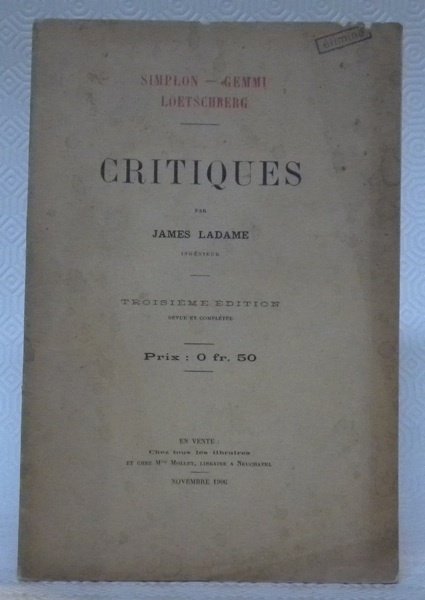 SIMPLON — GEMMI
LOETSCHBERG
CRITIQUES
PAR
JAMES LADAME
INGÉNIEUR
TROISIÈME ÉDITION
REVUE ET COMPLÉTÉE
Prix : 0 fr. 50
EN VENTE :
Chez tous les libraires
ET CHEZ Mme MOLLET, LIBRAIRE A NEUCHATEL
NOVEMBRE 1906